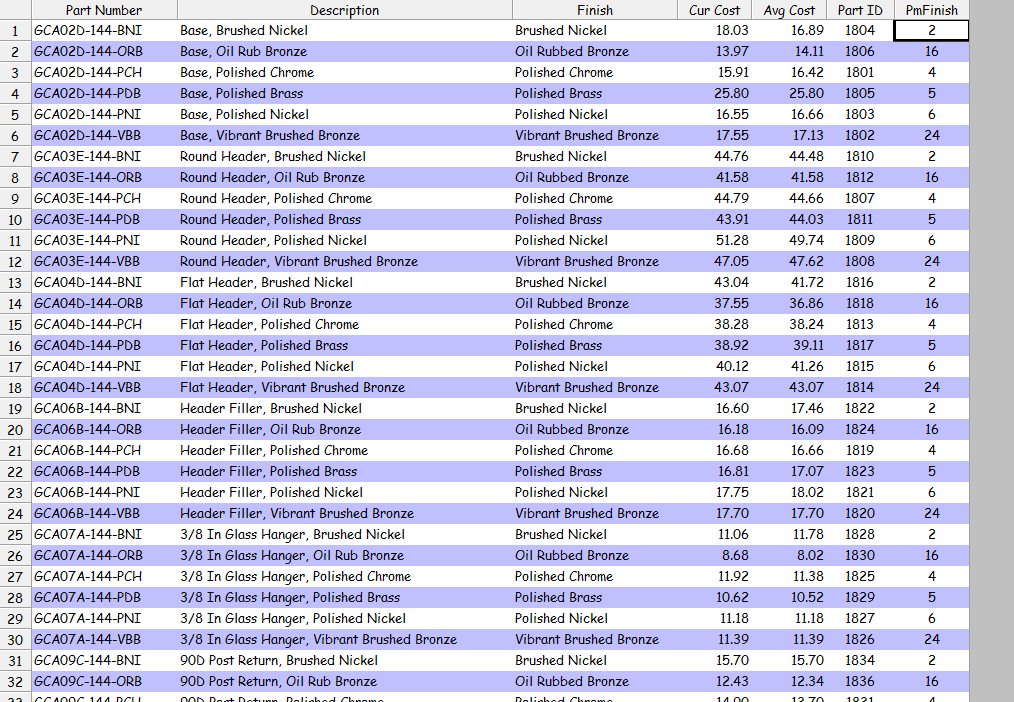 Part Number Description Finish Cur Cost Avg Cost Part ID PmFinish
1 GCA02D-144-BNI Base, Brushed Nickel Brushed Nickel 18.03 16.89 1804 2
2 GCA02D-144-ORB Base, Oil Rub Bronze Oil Rubbed Bronze 13.97 14.11 1806 16
3 GCA02D-144-PCH Base, Polished Chrome Polished Chrome 15.91 16.42 1801 4
4 GCA02D-144-PDB Base, Polished Brass Polished Brass 25.80 25.80 1805 5
5 GCA02D-144-PNI Base, Polished Nickel Polished Nickel 16.55 16.66 1803 6
6 GCA02D-144-VBB Base, Vibrant Brushed Bronze Vibrant Brushed Bronze 17.55 17.13 1802 24
7 GCA03E-144-BNI Round Header, Brushed Nickel Brushed Nickel 44.76 44.48 1810 2
8 GCA03E-144-ORB Round Header, Oil Rub Bronze Oil Rubbed Bronze 41.58 41.58 1812 16
9 GCA03E-144-PCH Round Header, Polished Chrome Polished Chrome 44.79 44.66 1807 4
10 GCA03E-144-PDB Round Header, Polished Brass Polished Brass 43.91 44.03 1811 5
11 GCA03E-144-PNI Round Header, Polished Nickel Polished Nickel 51.28 49.74 1809 6
12 GCA03E-144-VBB Round Header, Vibrant Brushed Bronze Vibrant Brushed Bronze 47.05 47.62 1808 24
13 GCA04D-144-BNI Flat Header, Brushed Nickel Brushed Nickel 43.04 41.72 1816 2
14 GCA04D-144-ORB Flat Header, Oil Rub Bronze Oil Rubbed Bronze 37.55 36.86 1818 16
15 GCA04D-144-PCH Flat Header, Polished Chrome Polished Chrome 38.28 38.24 1813 4
16 GCA04D-144-PDB Flat Header, Polished Brass Polished Brass 38.92 39.11 1817 5
17 GCA04D-144-PNI Flat Header, Polished Nickel Polished Nickel 40.12 41.26 1815 6
18 GCA04D-144-VBB Flat Header, Vibrant Brushed Bronze Vibrant Brushed Bronze 43.07 43.07 1814 24
19 GCA06B-144-BNI Header Filler, Brushed Nickel Brushed Nickel 16.60 17.46 1822 2
20 GCA06B-144-ORB Header Filler, Oil Rub Bronze Oil Rubbed Bronze 16.18 16.09 1824 16
21 GCA06B-144-PCH Header Filler, Polished Chrome Polished Chrome 16.68 16.66 1819 4
22 GCA06B-144-PDB Header Filler, Polished Brass Polished Brass 16.81 17.07 1823 5
23 GCA06B-144-PNI Header Filler, Polished Nickel Polished Nickel 17.75 18.02 1821 6
24 GCA06B-144-VBB Header Filler, Vibrant Brushed Bronze Vibrant Brushed Bronze 17.70 17.70 1820 24
25 GCA07A-144-BNI 3/8 In Glass Hanger, Brushed Nickel Brushed Nickel 11.06 11.78 1828 2
26 GCA07A-144-ORB 3/8 In Glass Hanger, Oil Rub Bronze Oil Rubbed Bronze 8.68 8.02 1830 16
27 GCA07A-144-PCH 3/8 In Glass Hanger, Polished Chrome Polished Chrome 11.92 11.38 1825 4
28 GCA07A-144-PDB 3/8 In Glass Hanger, Polished Brass Polished Brass 10.62 10.52 1829 5
29 GCA07A-144-PNI 3/8 In Glass Hanger, Polished Nickel Polished Nickel 11.18 11.18 1827 6
30 GCA07A-144-VBB 3/8 In Glass Hanger, Vibrant Brushed Bronze Vibrant Brushed Bronze 11.39 11.39 1826 24
31 GCA09C-144-BNI 90D Post Return, Brushed Nickel Brushed Nickel 15.70 15.70 1834 2
32 GCA09C-144-ORB 90D Post Return, Oil Rub Bronze Oil Rubbed Bronze 12.43 12.34 1836 16
33 GCA09C-144-PCH 90D Post Return, Polished Chrome Polished Chrome